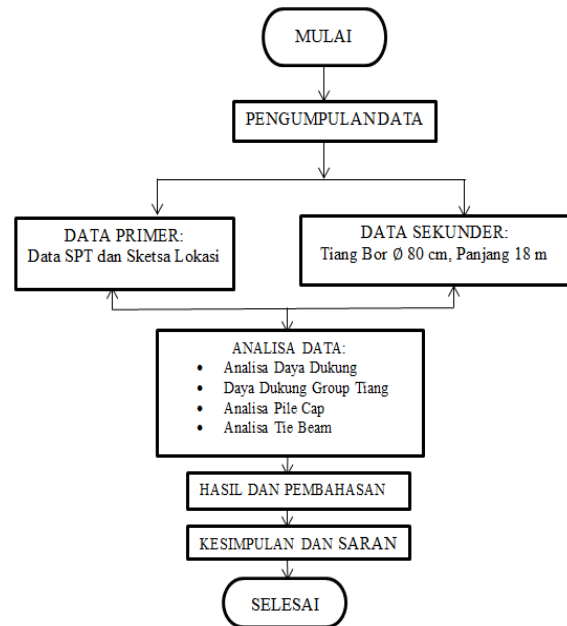 MULAI
PENGUMPULAN DATA
DATA PRIMER:
Data SPT dan Sketsa Lokasi
DATA SEKUNDER:
Tiang Bor Ø 80 cm, Panjang 18 m
ANALISA DATA:
• Analisa Daya Dukung
• Daya Dukung Group Tiang
• Analisa Pile Cap
• Analisa Tie Beam
HASIL DAN PEMBAHASAN
KESIMPULAN DAN SARAN
SELESAI